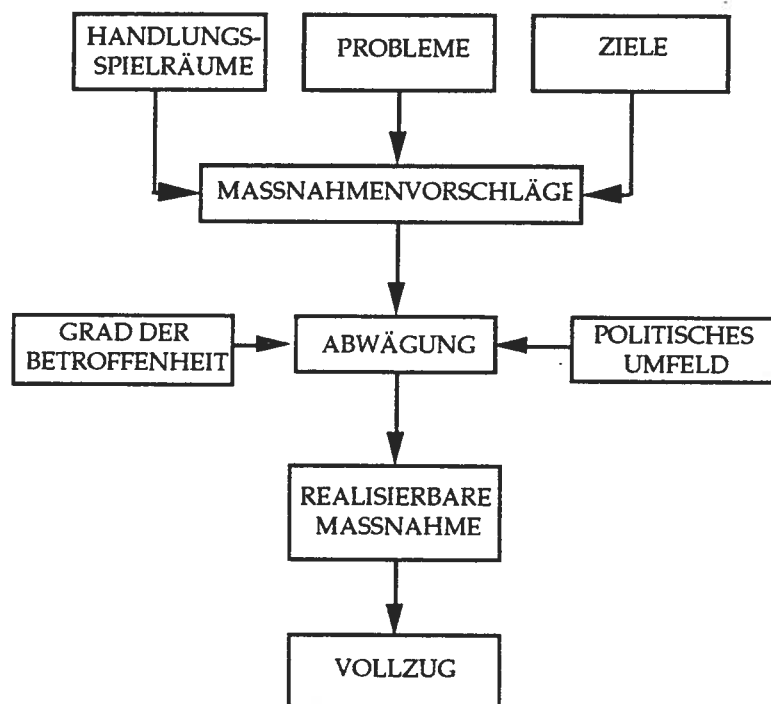 HANDLUNGS-
SPIELRÄUME
PROBLEME
ZIELE
MASSNAHMENVORSCHLÄGE
GRAD DER
BETROFFENHEIT
ABWÄGUNG
POLITISCHES
UMFELD
REALISIERBARE
MASSNAHME
VOLLZUG